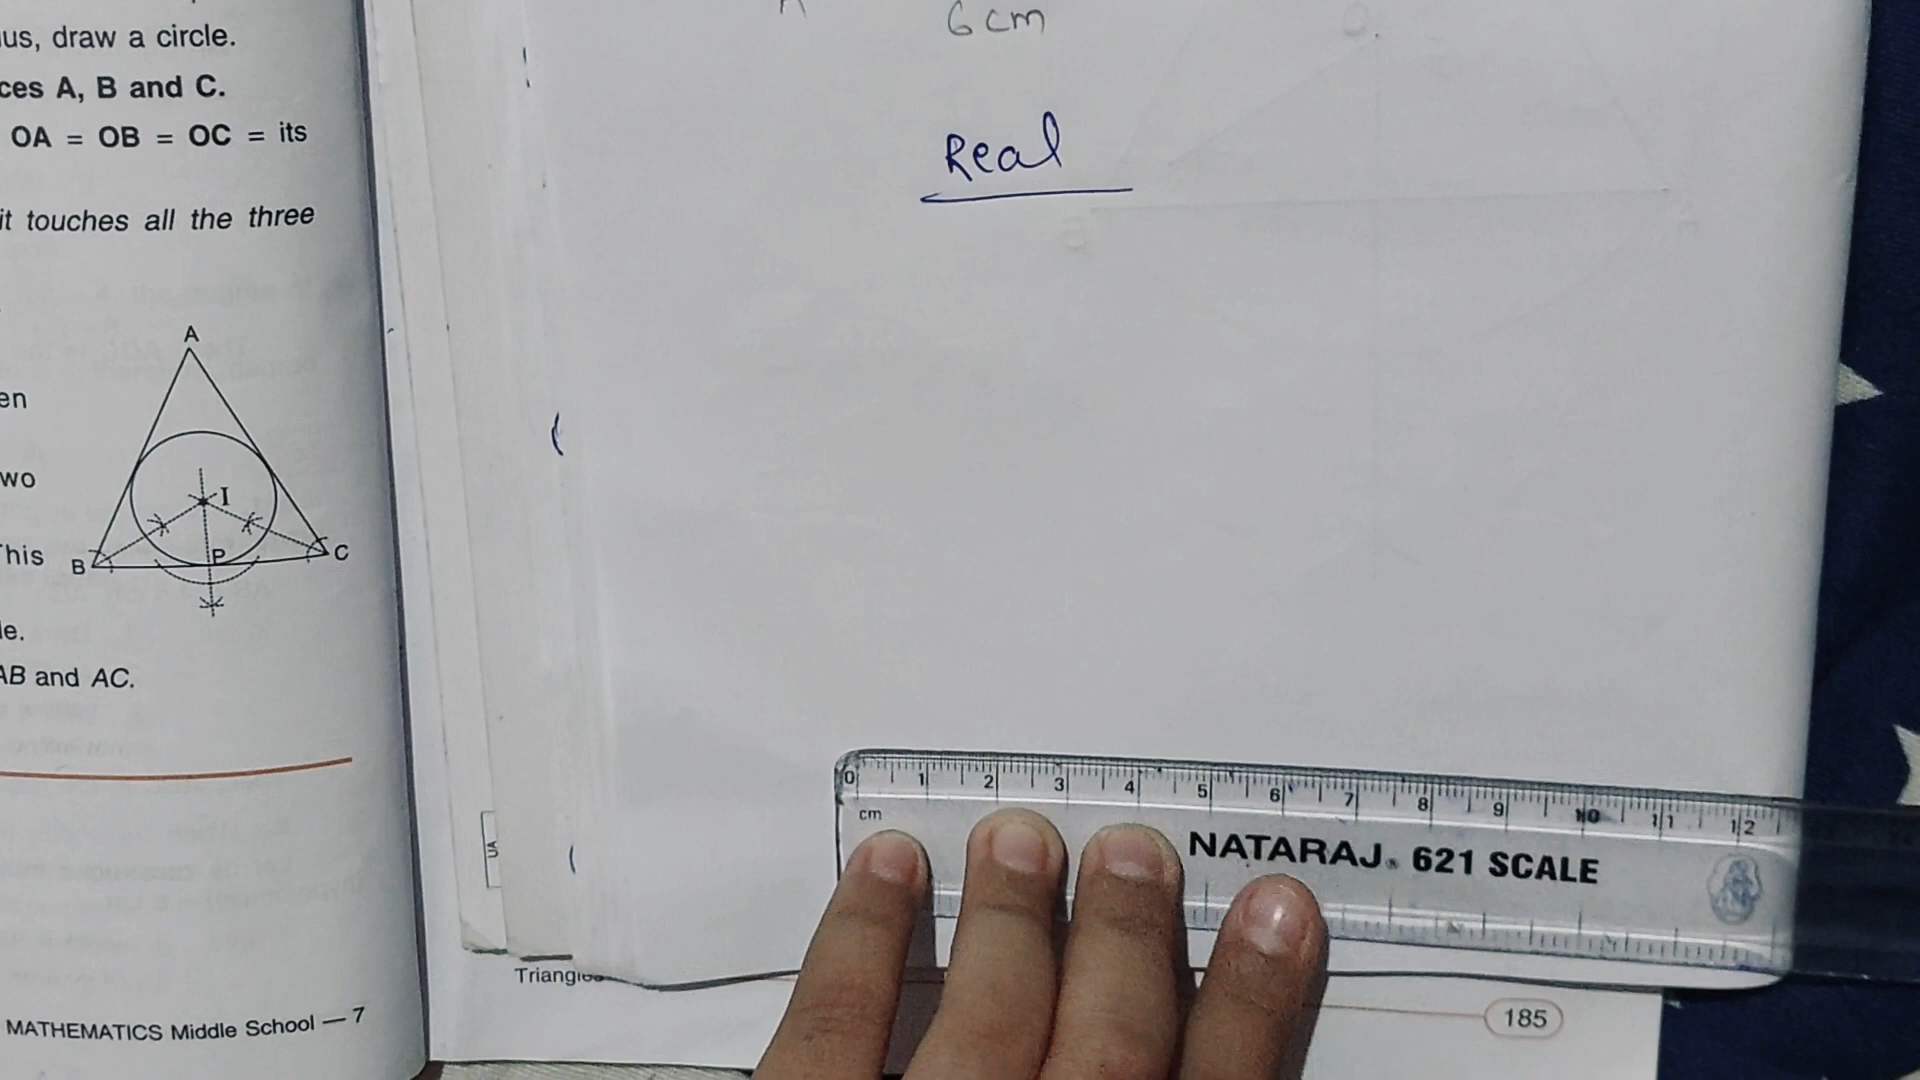 us, draw a circle.
ces A, B and C.
OA = OB = OC = its
it touches all the three
A
en
wo
I
This
B
P
C
le.
AB and AC.
MATHEMATICS Middle School — 7
6 cm
Real
UA
0 1 2 3 4 5 6 7 8 9 10 11 12
cm
NATARAJ 621 SCALE
Triangles
185